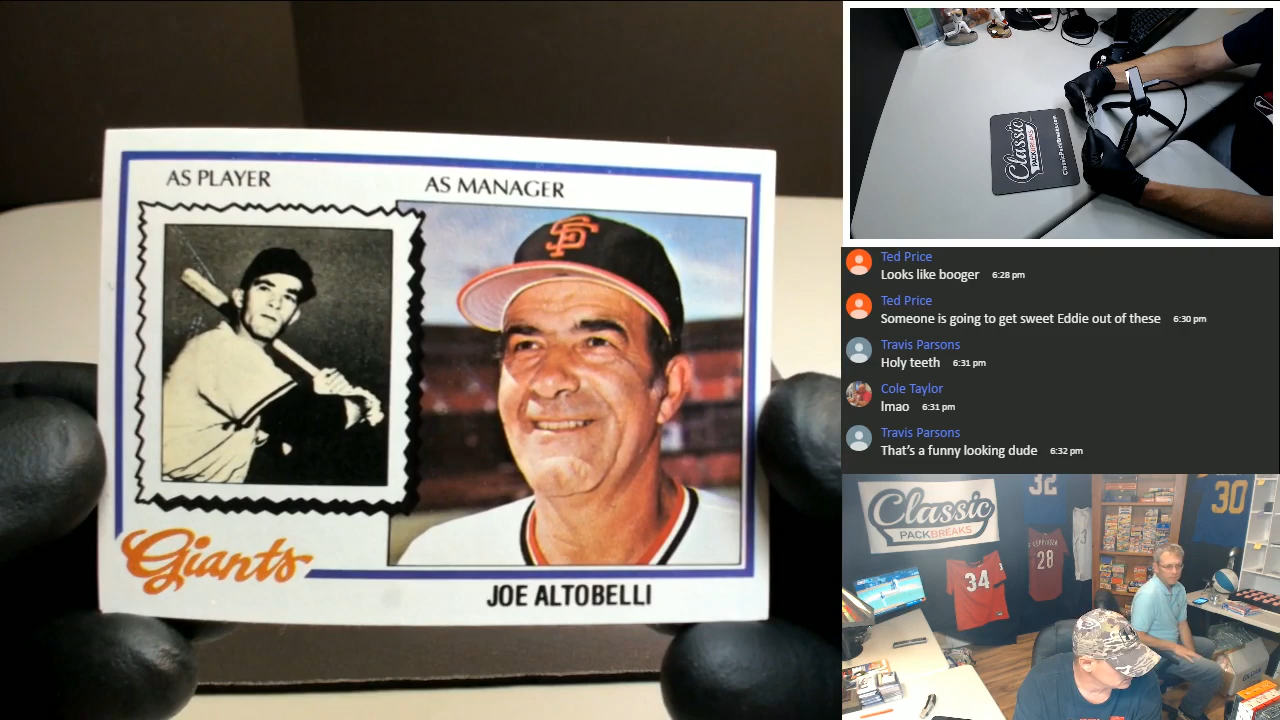 AS PLAYER
AS MANAGER
SF
Giants
JOE ALTOBELLI
Classic
PACKBREAKS
Ted Price
Looks like booger 6:28 pm
Ted Price
Someone is going to get sweet Eddie out of these 6:30 pm
Travis Parsons
Holy teeth 6:31 pm
Cole Taylor
lmao 6:31 pm
Travis Parsons
That's a funny looking dude 6:32 pm
Classic
PACKBREAKS
32
30
34
28